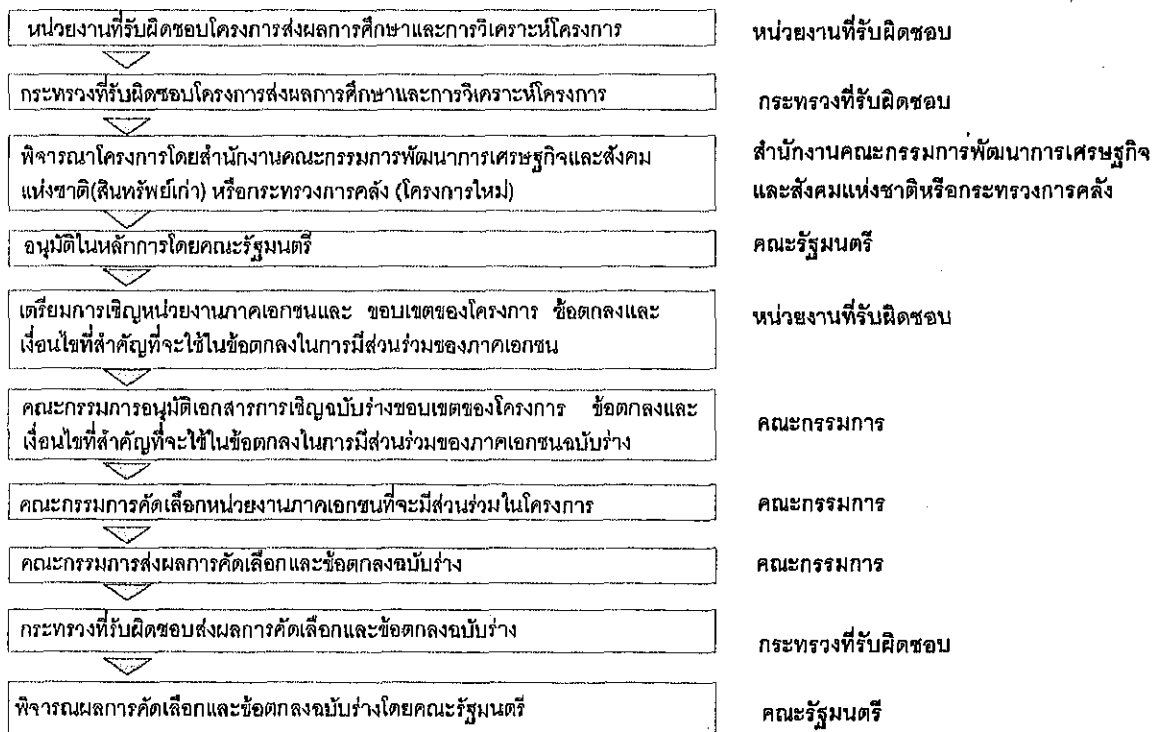 หน่วยงานที่รับผิดชอบโครงการส่งผลการศึกษาและการวิเคราะห์โครงการ
หน่วยงานที่รับผิดชอบ
กระทรวงที่รับผิดชอบโครงการส่งผลการศึกษาและการวิเคราะห์โครงการ
กระทรวงที่รับผิดชอบ
พิจารณาโครงการโดยสำนักงานคณะกรรมการพัฒนาการเศรษฐกิจและสังคม
แห่งชาติ(สินทรัพย์เก่า) หรือกระทรวงการคลัง (โครงการใหม่)
สำนักงานคณะกรรมการพัฒนาการเศรษฐกิจ
และสังคมแห่งชาติหรือกระทรวงการคลัง
อนุมัติในหลักการโดยคณะรัฐมนตรี
คณะรัฐมนตรี
เตรียมการเชิญหน่วยงานภาคเอกชนและ ขอบเขตของโครงการ ข้อตกลงและ
เงื่อนไขที่สำคัญที่จะใช้ในข้อตกลงในการมีส่วนร่วมของภาคเอกชน
หน่วยงานที่รับผิดชอบ
คณะกรรมการอนุมัติเอกสารการเชิญฉบับร่างขอบเขตของโครงการ ข้อตกลงและ
เงื่อนไขที่สำคัญที่จะใช้ในข้อตกลงในการมีส่วนร่วมของภาคเอกชนฉบับร่าง
คณะกรรมการ
คณะกรรมการคัดเลือกหน่วยงานภาคเอกชนที่จะมีส่วนร่วมในโครงการ
คณะกรรมการ
คณะกรรมการส่งผลการคัดเลือกและข้อตกลงฉบับร่าง
คณะกรรมการ
กระทรวงที่รับผิดชอบส่งผลการคัดเลือกและข้อตกลงฉบับร่าง
กระทรวงที่รับผิดชอบ
พิจารณผลการคัดเลือกและข้อตกลงฉบับร่างโดยคณะรัฐมนตรี
คณะรัฐมนตรี